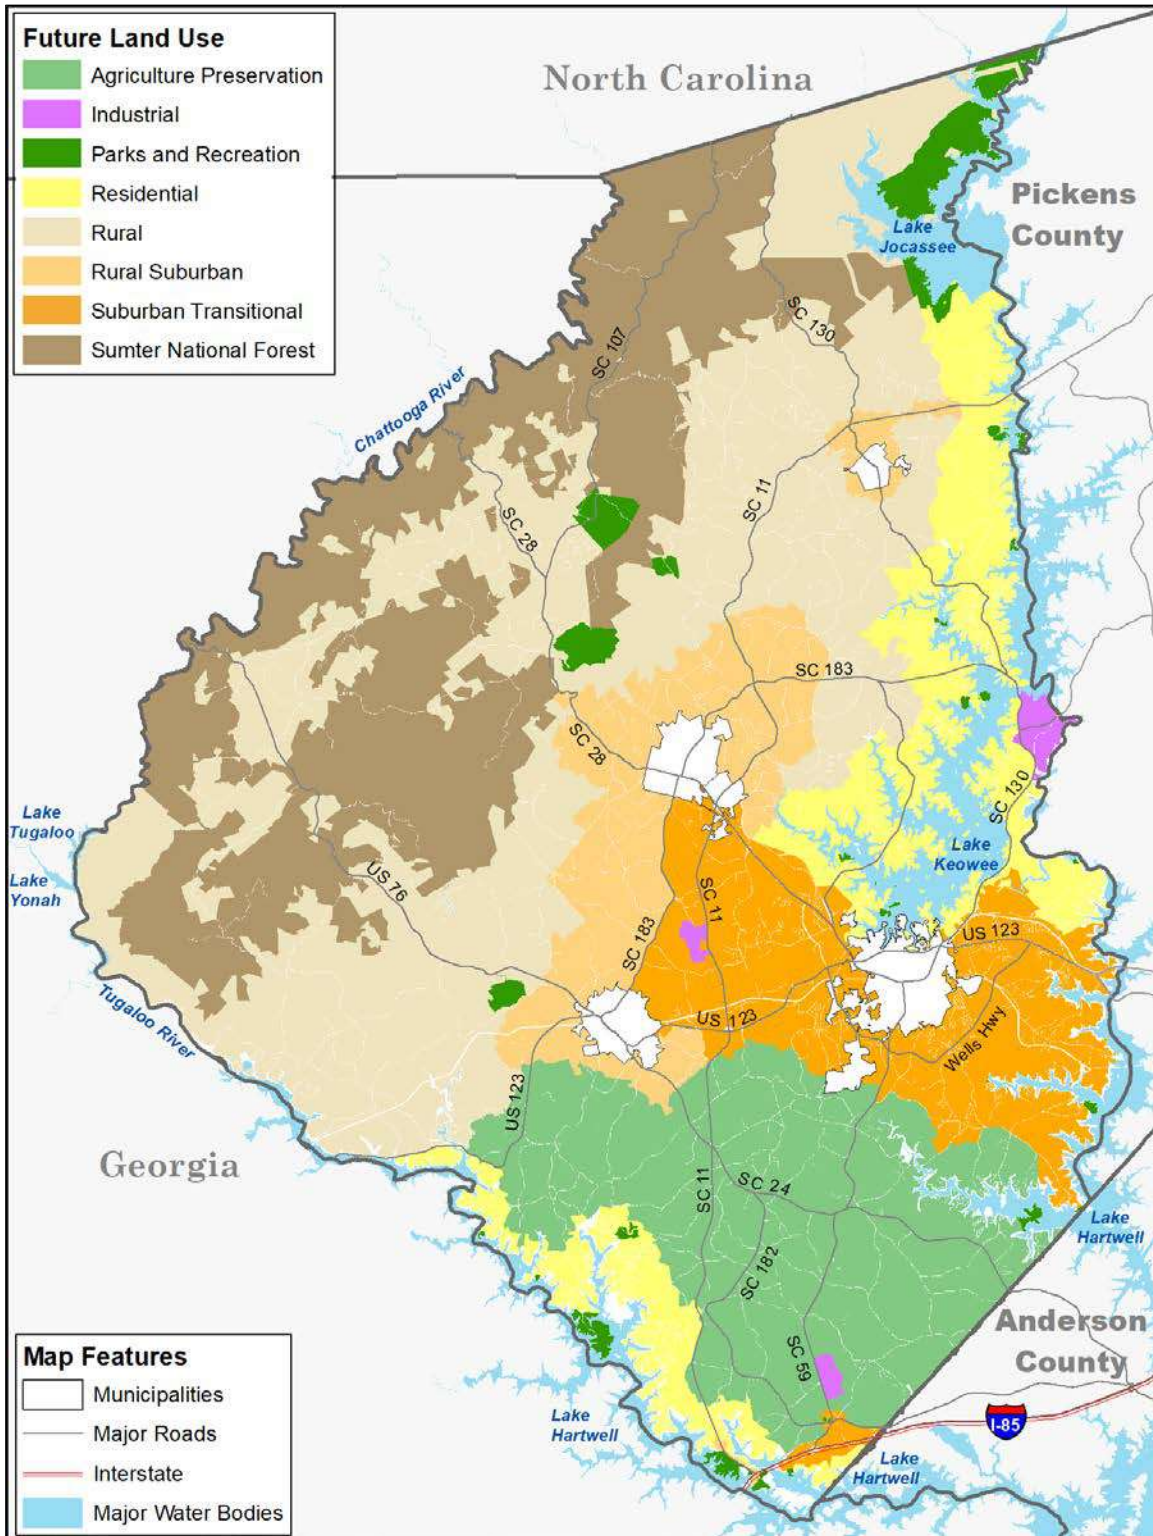 Future Land Use
Agriculture Preservation
Industrial
Parks and Recreation
Residential
Rural
Rural Suburban
Suburban Transitional
Sumter National Forest
North Carolina
Pickens
County
Lake
Jocassee
SC 130
SC 107
Chattooga River
SC 11
SC 28
SC 183
SC 28
SC 130
Lake
Tugaloo
Lake
Keowee
Lake
Yonah
US 76
SC 11
SC 183
US 123
Tugaloo River
US 123
Wells Hwy
US 123
Georgia
SC 11
SC 24
Lake
Hartwell
SC 182
Anderson
County
SC 59
Map Features
Municipalities
Major Roads
Interstate
Major Water Bodies
Lake
Hartwell
I-85
Lake
Hartwell